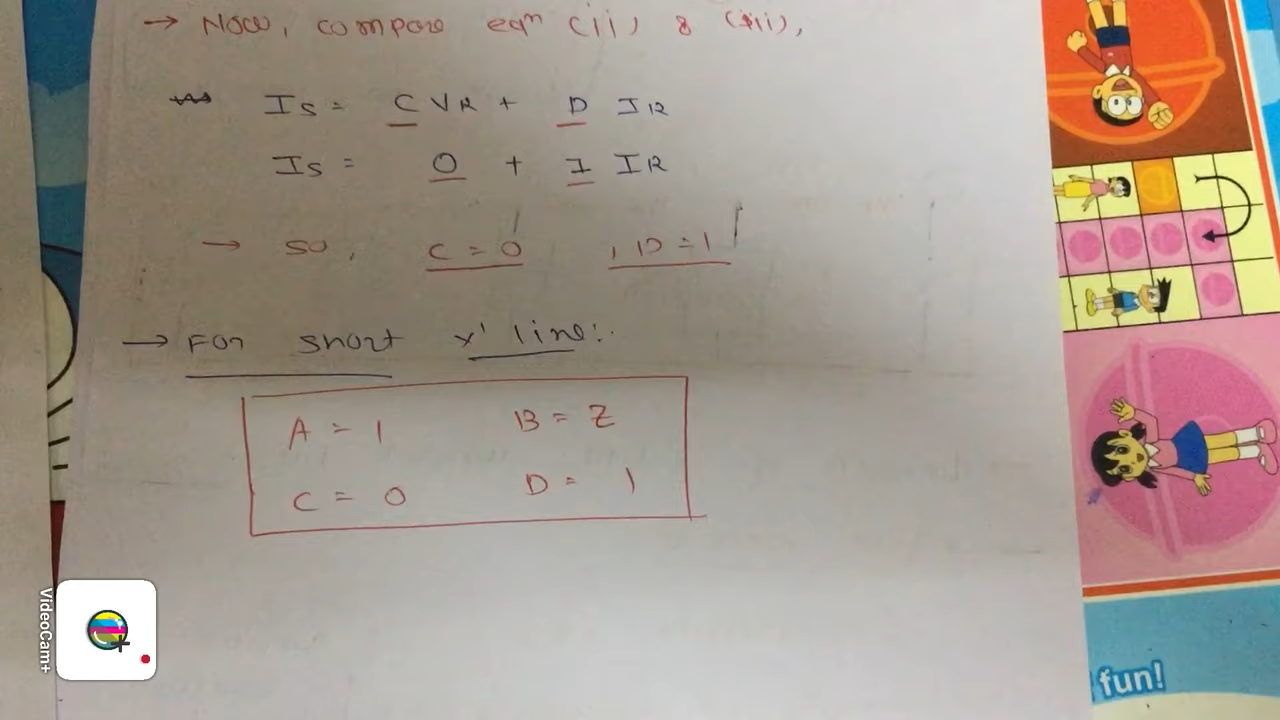 → Now, compare eqn (ii) & (iii),
Is = C VR + D IR
Is = 0 + 1 IR
→ so, C = 0 , D = 1
→ For short x' line:
A = 1 B = Z
C = 0 D = 1
VideoCam+
fun!